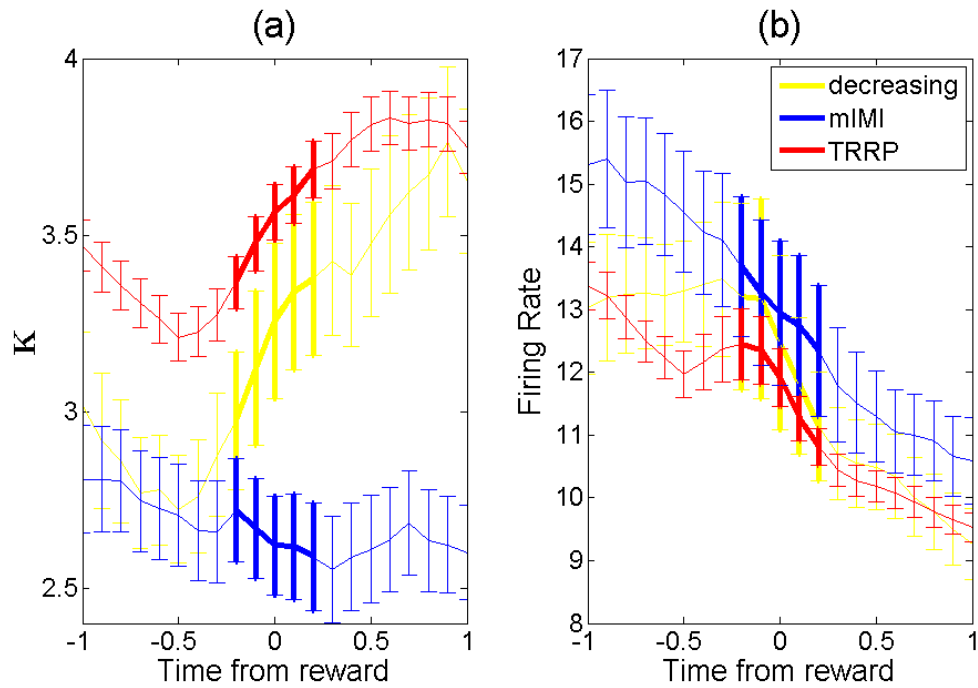 (a)
4
3.5
3
2.5
K
-1 -0.5 0 0.5 1
Time from reward
(b)
17
16
15
14
13
12
11
10
9
8
Firing Rate
-1 -0.5 0 0.5 1
Time from reward
decreasing
mIMI
TRRP